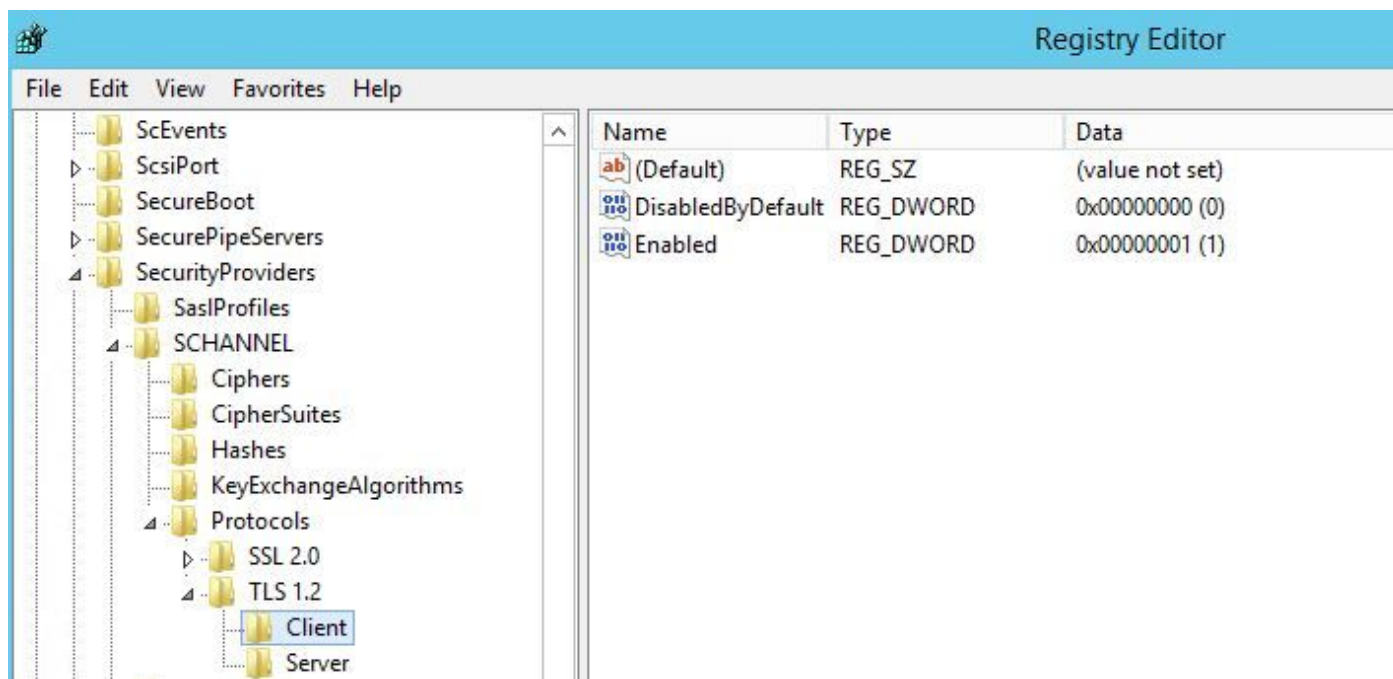 Registry Editor
File Edit View Favorites Help
ScEvents
ScsiPort
SecureBoot
SecurePipeServers
SecurityProviders
SaslProfiles
SCHANNEL
Ciphers
CipherSuites
Hashes
KeyExchangeAlgorithms
Protocols
SSL 2.0
TLS 1.2
Client
Server
Name Type Data
(Default) REG_SZ (value not set)
DisabledByDefault REG_DWORD 0x00000000 (0)
Enabled REG_DWORD 0x00000001 (1)